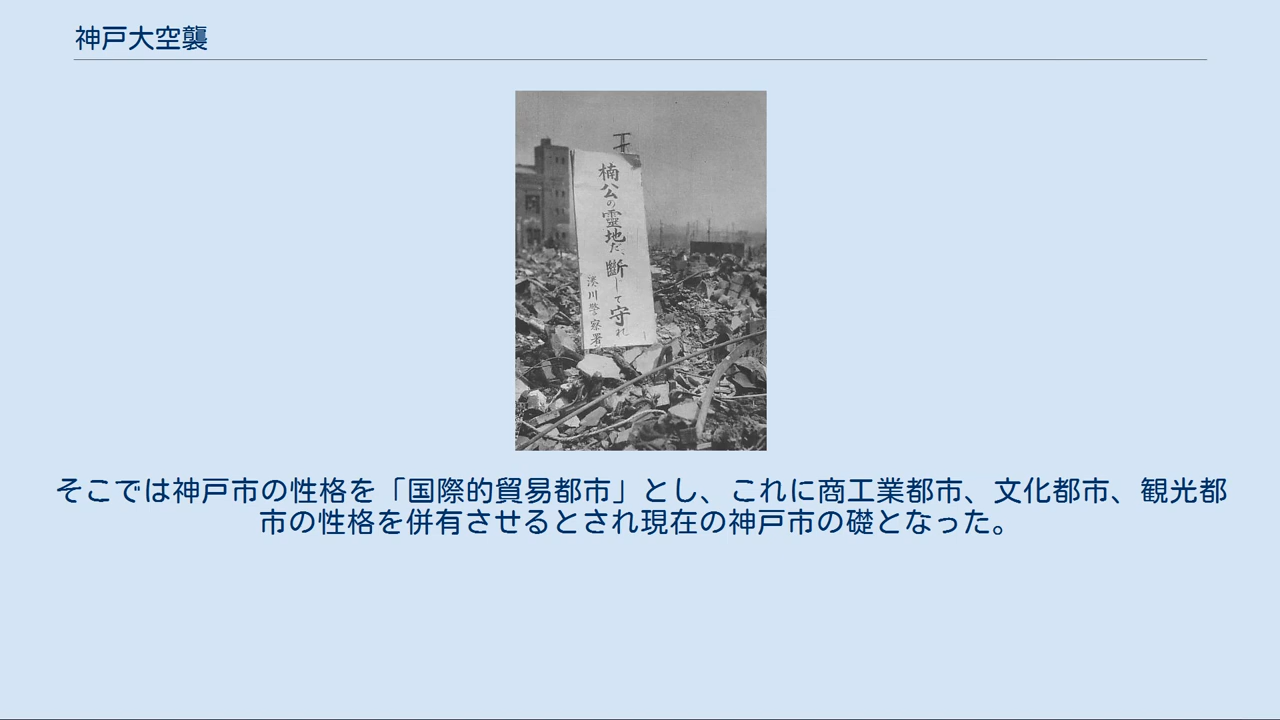 神戸大空襲
楠公の靈地だ、斷じて守れ
湊川警察署
そこでは神戸市の性格を「国際的貿易都市」とし、これに商工業都市、文化都市、観光都
市の性格を併有させるとされ現在の神戸市の礎となった。